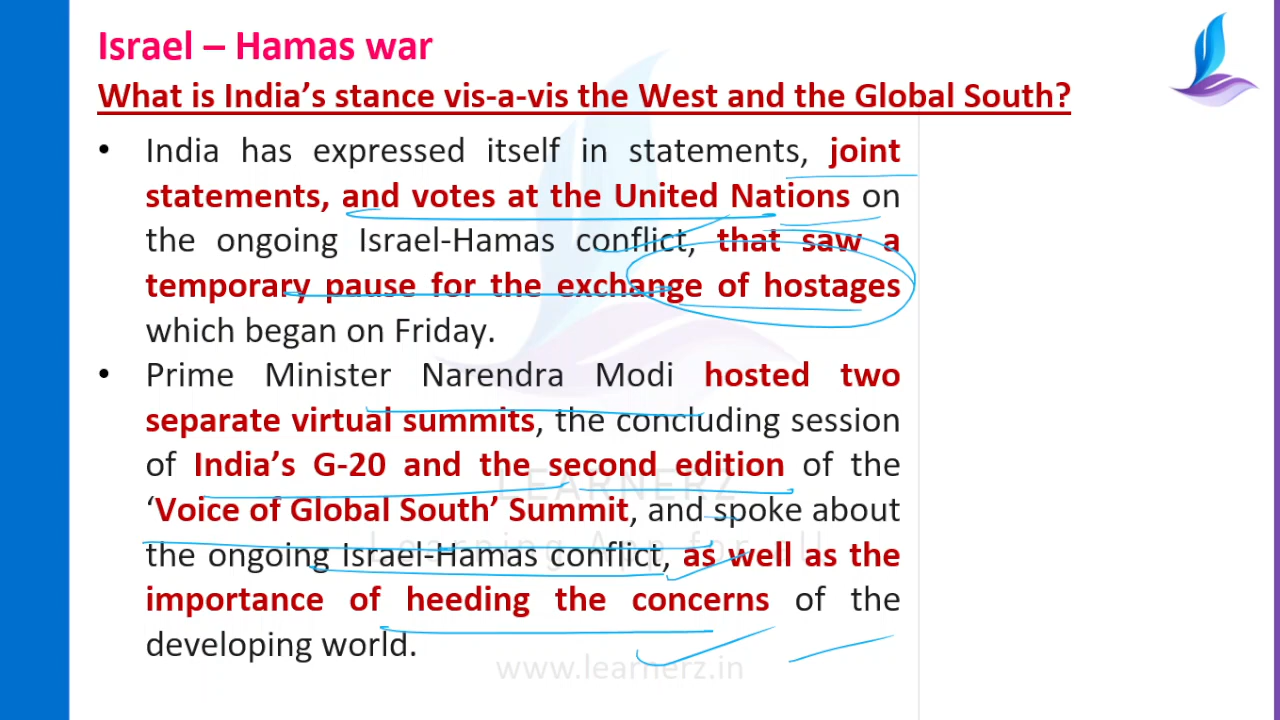 Israel – Hamas war
What is India's stance vis-a-vis the West and the Global South?
• India has expressed itself in statements, joint
statements, and votes at the United Nations on
the ongoing Israel-Hamas conflict, that saw a
temporary pause for the exchange of hostages
which began on Friday.
• Prime Minister Narendra Modi hosted two
separate virtual summits, the concluding session
of India's G-20 and the second edition of the
'Voice of Global South' Summit, and spoke about
the ongoing Israel-Hamas conflict, as well as the
importance of heeding the concerns of the
developing world.
LEARNERZ
Learning App for
www.learnerz.in